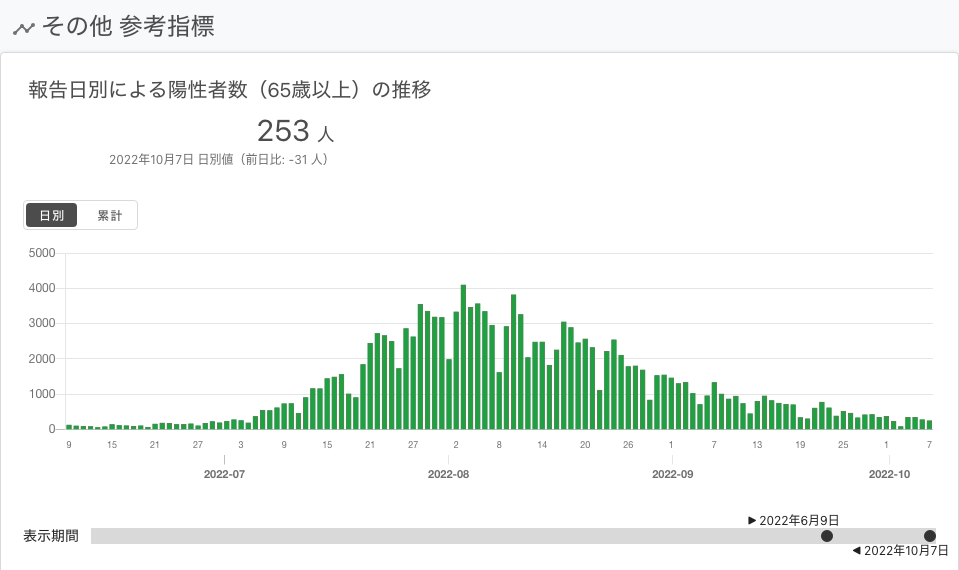 その他 参考指標
報告日別による陽性者数（65歳以上）の推移
253 人
2022年10月7日 日別値（前日比: -31 人）
日別 累計
5000
4000
3000
2000
1000
0
9 15 21 27 3 9 15 21 27 2 8 14 20 26 1 7 13 19 25 1 7
2022-07 2022-08 2022-09 2022-10
▶ 2022年6月9日
表示期間
◀ 2022年10月7日